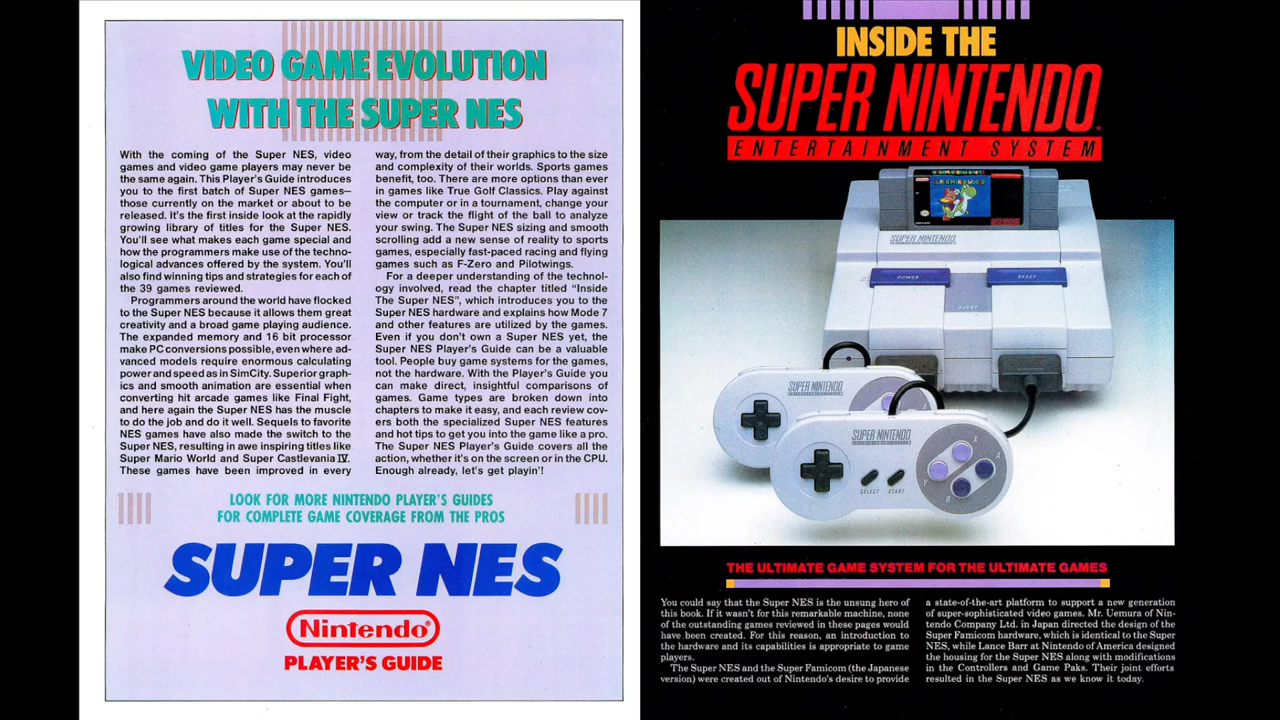 VIDEO GAME EVOLUTION
WITH THE SUPER NES
With the coming of the Super NES, video
games and video game players may never be
the same again. This Player's Guide introduces
you to the first batch of Super NES games—
those currently on the market or about to be
released. It's the first inside look at the rapidly
growing library of titles for the Super NES.
You'll see what makes each game special and
how the programmers make use of the techno-
logical advances offered by the system. You'll
also find winning tips and strategies for each of
the 39 games reviewed.
Programmers around the world have flocked
to the Super NES because it allows them great
creativity and a broad game playing audience.
The expanded memory and 16 bit processor
make PC conversions possible, even where ad-
vanced models require enormous calculating
power and speed as in SimCity. Superior graph-
ics and smooth animation are essential when
converting hit arcade games like Final Fight,
and here again the Super NES has the muscle
to do the job and do it well. Sequels to favorite
NES games have also made the switch to the
Super NES, resulting in awe inspiring titles like
Super Mario World and Super Castlevania IV.
These games have been improved in every
way, from the detail of their graphics to the size
and complexity of their worlds. Sports games
benefit, too. There are more options than ever
in games like True Golf Classics. Play against
the computer or in a tournament, change your
view or track the flight of the ball to analyze
your swing. The Super NES sizing and smooth
scrolling add a new sense of reality to sports
games, especially fast-paced racing and flying
games such as F-Zero and Pilotwings.
For a deeper understanding of the technol-
ogy involved, read the chapter titled "Inside
The Super NES", which introduces you to the
Super NES hardware and explains how Mode 7
and other features are utilized by the games.
Even if you don't own a Super NES yet, the
Super NES Player's Guide can be a valuable
tool. People buy game systems for the games,
not the hardware. With the Player's Guide you
can make direct, insightful comparisons of
games. Game types are broken down into
chapters to make it easy, and each review cov-
ers both the specialized Super NES features
and hot tips to get you into the game like a pro.
The Super NES Player's Guide covers all the
action, whether it's on the screen or in the CPU.
Enough already, let's get playin'!
LOOK FOR MORE NINTENDO PLAYER'S GUIDES
FOR COMPLETE GAME COVERAGE FROM THE PROS
SUPER NES
Nintendo®
PLAYER'S GUIDE
INSIDE THE
SUPER NINTENDO
ENTERTAINMENT SYSTEM
SUPER NINTENDO
POWER
RESET
EJECT
SUPER NINTENDO
ENTERTAINMENT SYSTEM
SUPER NINTENDO
ENTERTAINMENT SYSTEM
X
A
Y
B
SELECT START
THE ULTIMATE GAME SYSTEM FOR THE ULTIMATE GAMES
You could say that the Super NES is the unsung hero of
this book. If it wasn't for this remarkable machine, none
of the outstanding games reviewed in these pages would
have been created. For this reason, an introduction to
the hardware and its capabilities is appropriate to game
players.
The Super NES and the Super Famicom (the Japanese
version) were created out of Nintendo's desire to provide
a state-of-the-art platform to support a new generation
of super-sophisticated video games. Mr. Uemura of Nin-
tendo Company Ltd. in Japan directed the design of the
Super Famicom hardware, which is identical to the Super
NES, while Lance Barr at Nintendo of America designed
the housing for the Super NES along with modifications
in the Controllers and Game Paks. Their joint efforts
resulted in the Super NES as we know it today.